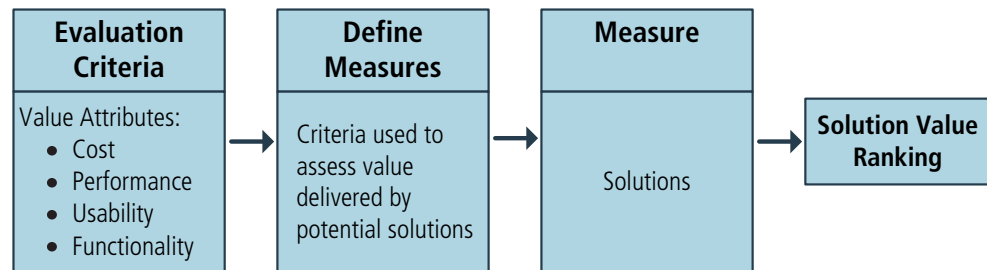 Evaluation
Criteria
Value Attributes:
• Cost
• Performance
• Usability
• Functionality
Define
Measures
Criteria used to
assess value
delivered by
potential solutions
Measure
Solutions
Solution Value
Ranking